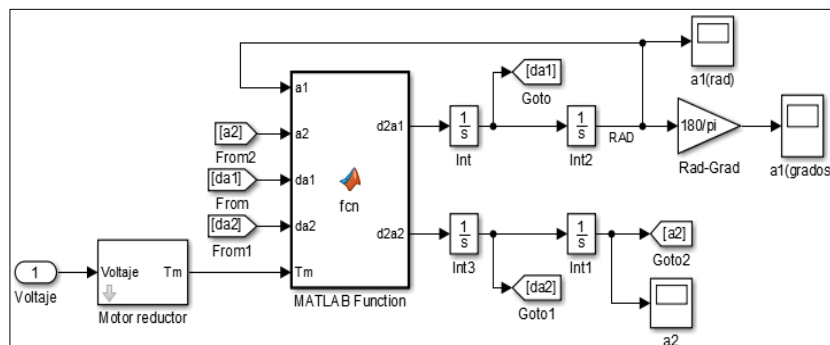 [da1]
Goto
a1(rad)
a1
a2
da1
da2
Tm
d2a1
d2a2
fcn
MATLAB Function
[a2]
From2
[da1]
From
[da2]
From1
1
Voltaje
Voltaje
Tm
Motor reductor
1
s
Int
1
s
Int2
RAD
180/pi
Rad-Grad
a1(grados
1
s
Int3
1
s
Int1
[a2]
Goto2
[da2]
Goto1
a2